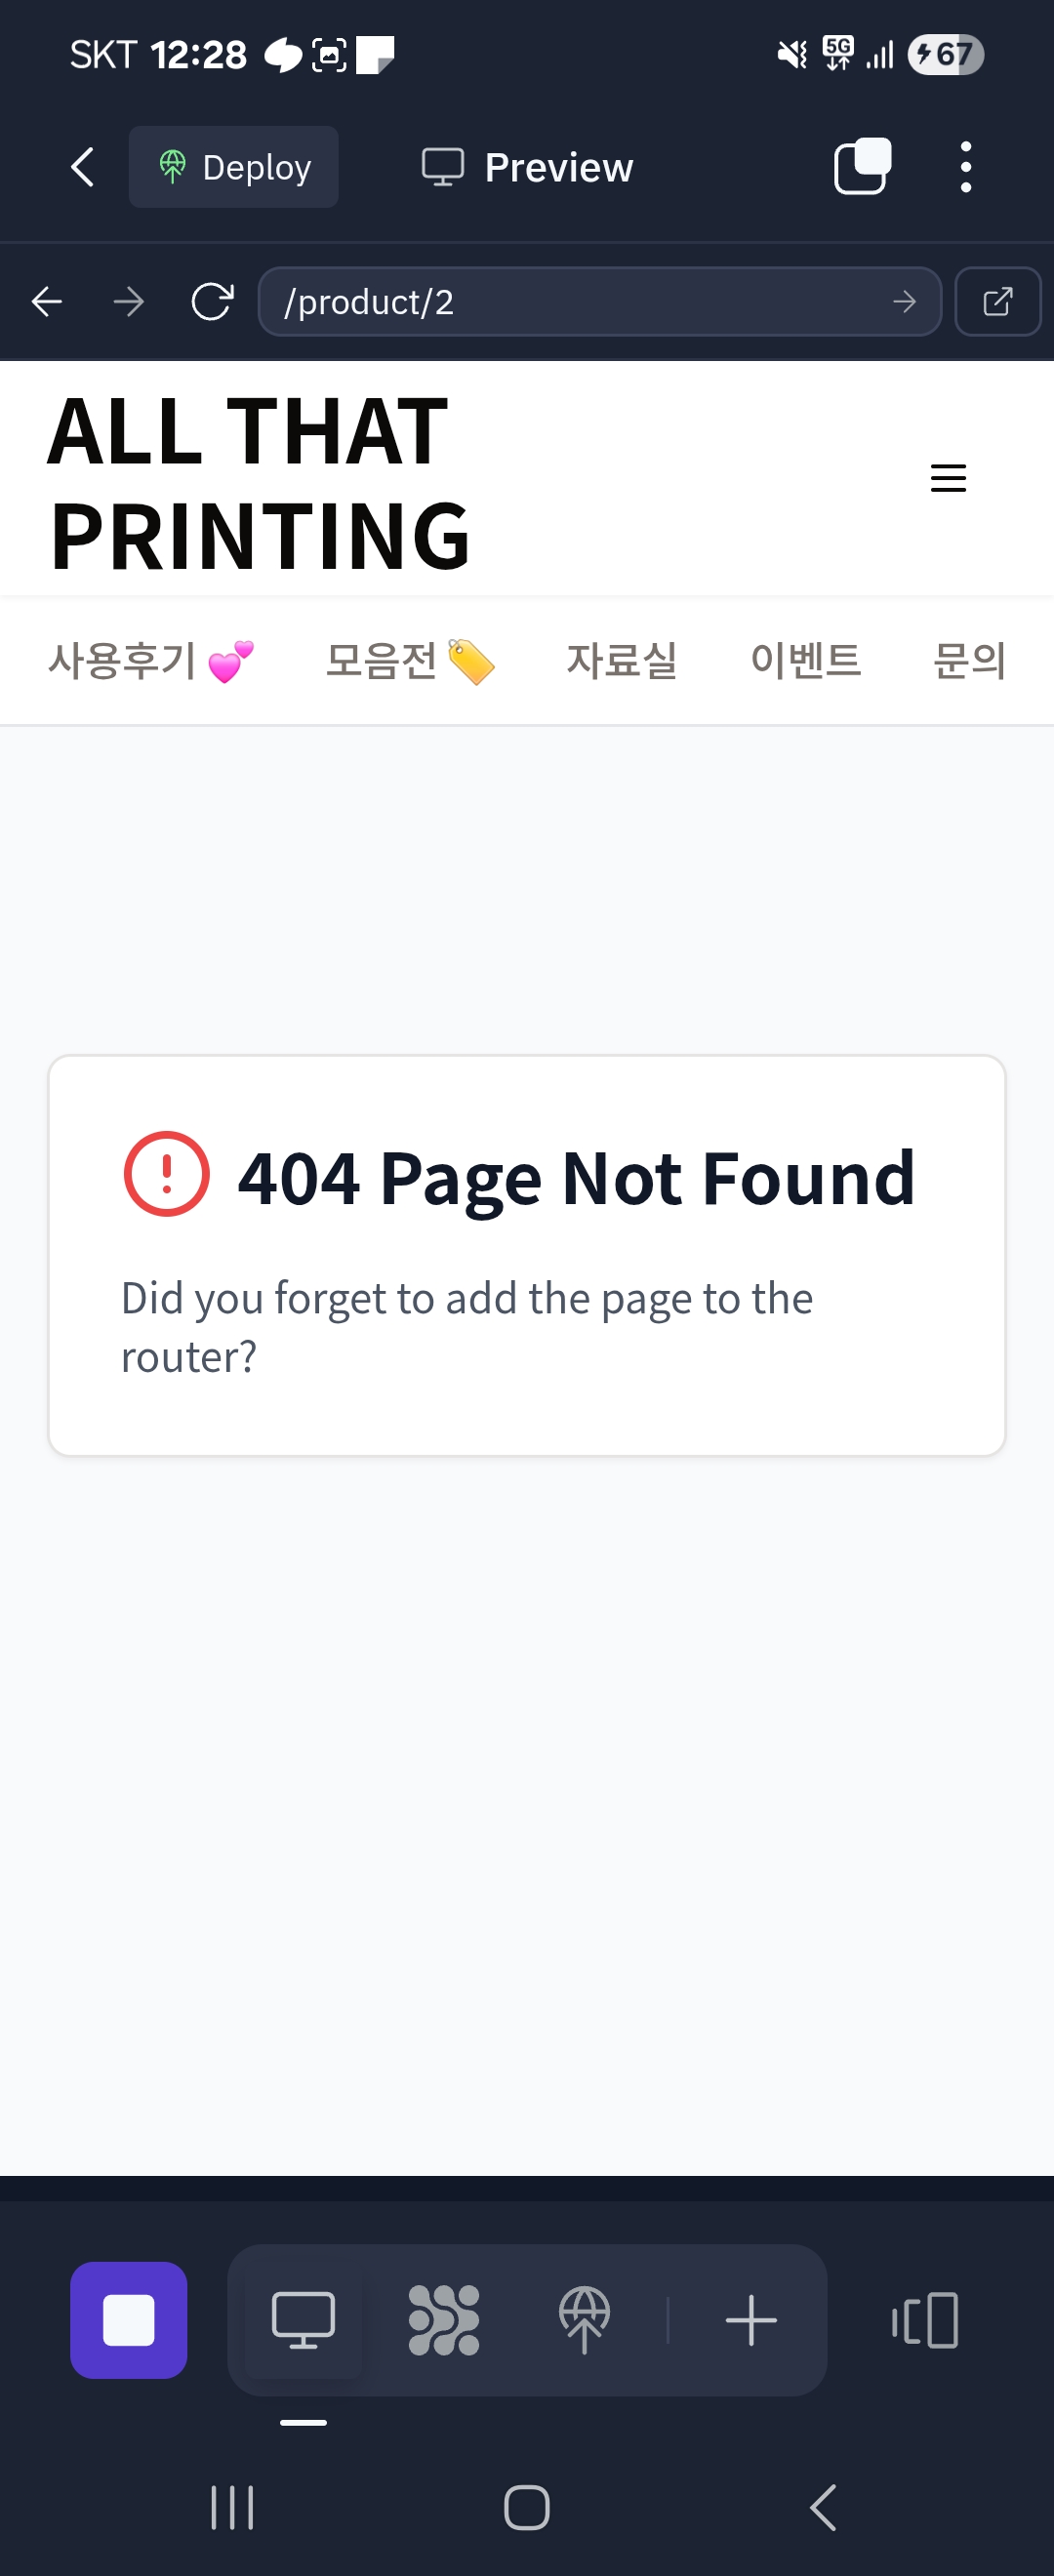 SKT 12:28 5G 67
Deploy Preview
/product/2
ALL THAT
PRINTING
사용후기 💕 모음전 🏷️ 자료실 이벤트 문의
404 Page Not Found
Did you forget to add the page to the
router?